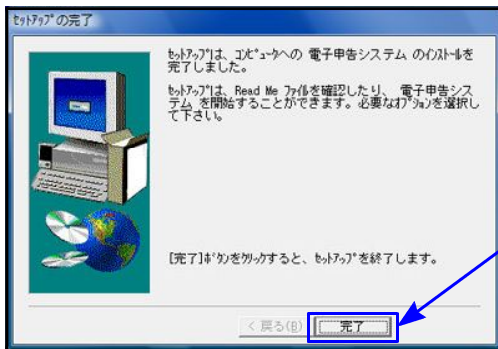 ｾｯﾄｱｯﾌﾟの完了
ｾｯﾄｱｯﾌﾟは、ｺﾝﾋﾟｭｰﾀへの 電子申告システム のｲﾝｽﾄｰﾙを
完了しました。
ｾｯﾄｱｯﾌﾟは、Read Me ﾌｧｲﾙを確認したり、 電子申告シス
テム を開始することができます。必要なｵﾌﾟｼｮﾝを選択し
て下さい。
[完了]ﾎﾞﾀﾝをｸﾘｯｸすると、ｾｯﾄｱｯﾌﾟを終了します。
< 戻る(B)
完了